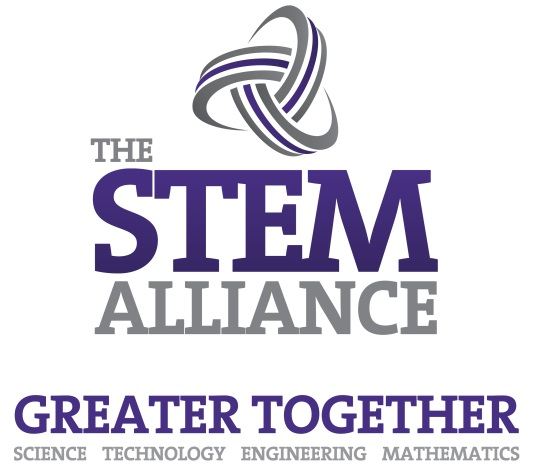 THE
STEM
ALLIANCE
GREATER TOGETHER
SCIENCE TECHNOLOGY ENGINEERING MATHEMATICS